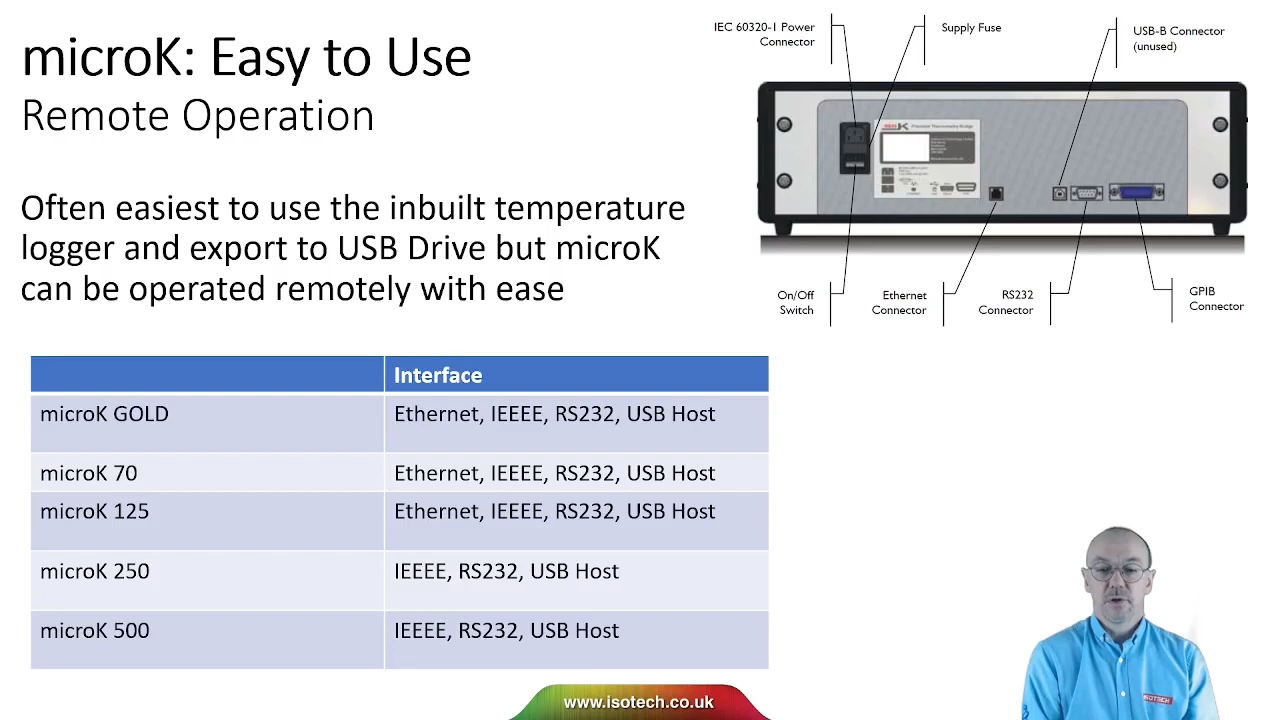 microK: Easy to Use
Remote Operation
Often easiest to use the inbuilt temperature
logger and export to USB Drive but microK
can be operated remotely with ease
IEC 60320-1 Power
Connector
Supply Fuse
USB-B Connector
(unused)
Precision Thermometry Bridge
On/Off
Switch
Ethernet
Connector
RS232
Connector
GPIB
Connector
Interface
microK GOLD Ethernet, IEEEE, RS232, USB Host
microK 70 Ethernet, IEEEE, RS232, USB Host
microK 125 Ethernet, IEEEE, RS232, USB Host
microK 250 IEEEE, RS232, USB Host
microK 500 IEEEE, RS232, USB Host
ISOTECH
www.isotech.co.uk